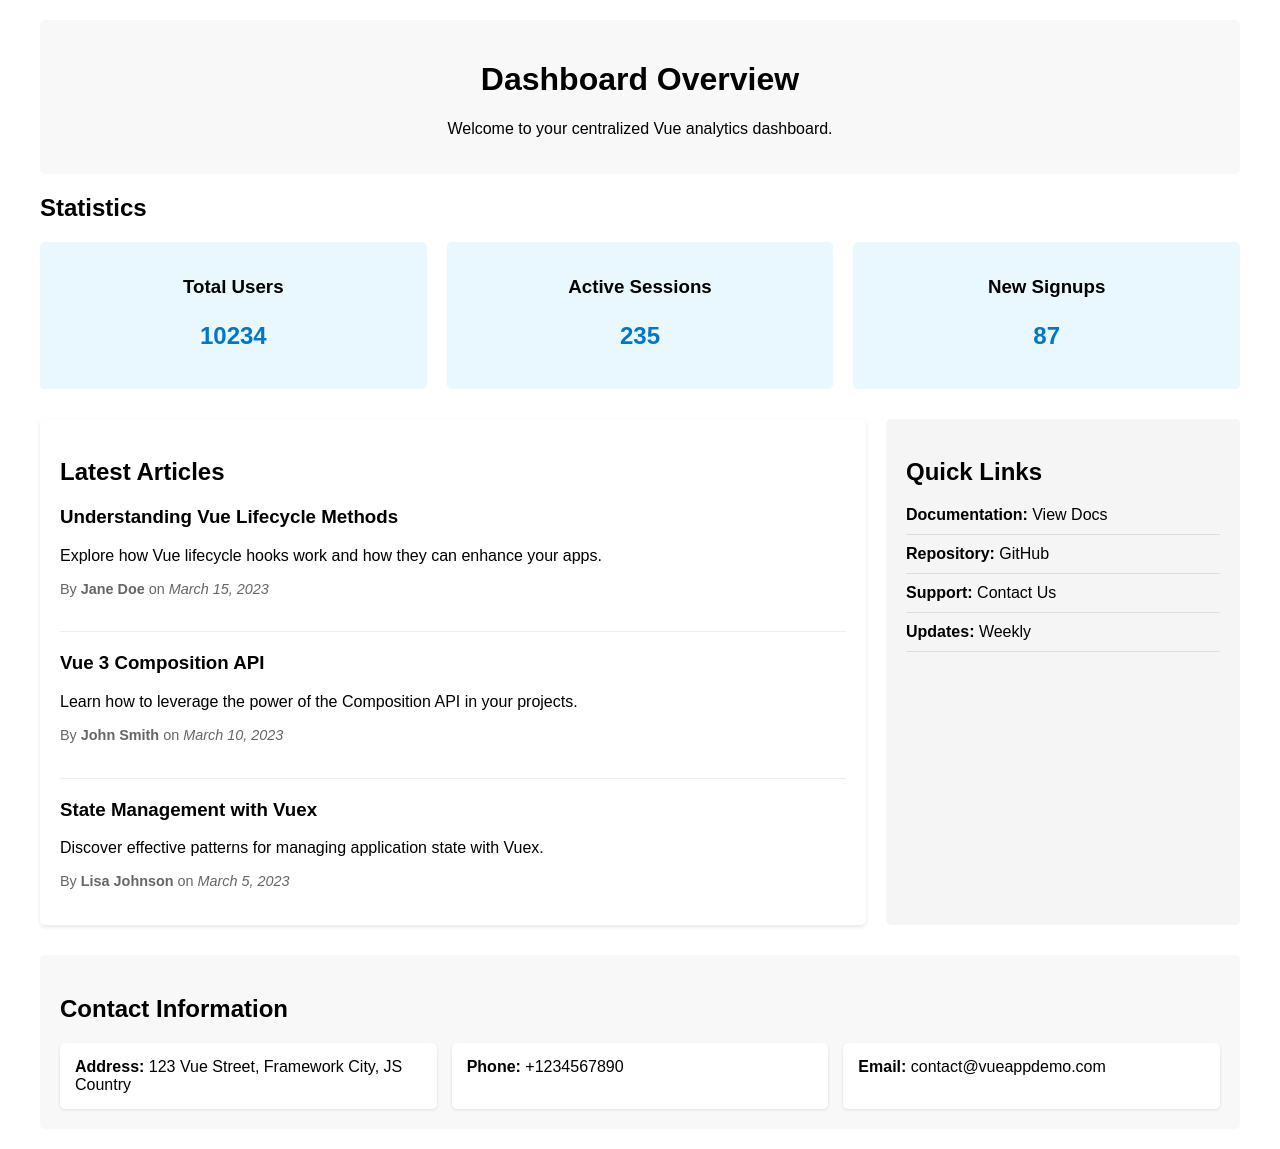 Dashboard Overview
Welcome to your centralized Vue analytics dashboard.
Statistics
Total Users
10234
Active Sessions
235
New Signups
87
Latest Articles
Understanding Vue Lifecycle Methods
Explore how Vue lifecycle hooks work and how they can enhance your apps.
By Jane Doe on March 15, 2023
Vue 3 Composition API
Learn how to leverage the power of the Composition API in your projects.
By John Smith on March 10, 2023
State Management with Vuex
Discover effective patterns for managing application state with Vuex.
By Lisa Johnson on March 5, 2023
Quick Links
Documentation: View Docs
Repository: GitHub
Support: Contact Us
Updates: Weekly
Contact Information
Address: 123 Vue Street, Framework City, JS
Country
Phone: +1234567890
Email: contact@vueappdemo.com